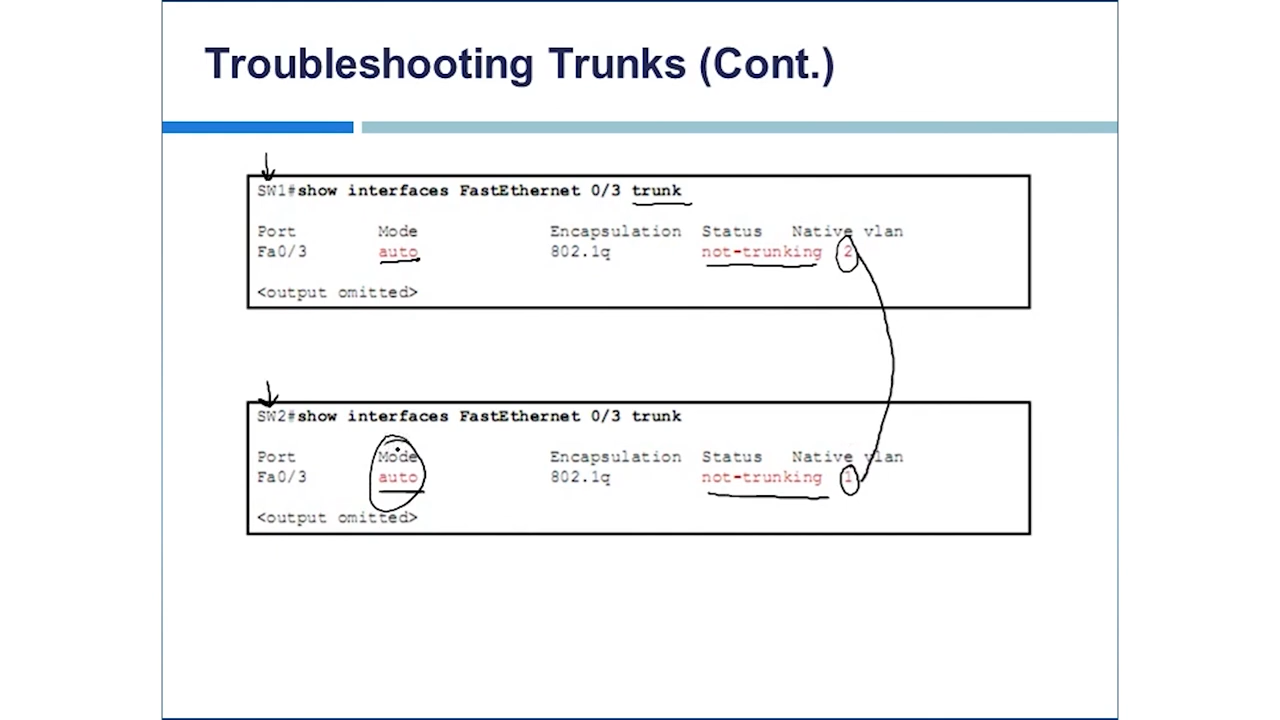 Troubleshooting Trunks (Cont.)
SW1#show interfaces FastEthernet 0/3 trunk
Port Mode Encapsulation Status Native vlan
Fa0/3 auto 802.1q not-trunking 2
<output omitted>
SW2#show interfaces FastEthernet 0/3 trunk
Port Mode Encapsulation Status Native vlan
Fa0/3 auto 802.1q not-trunking 1
<output omitted>